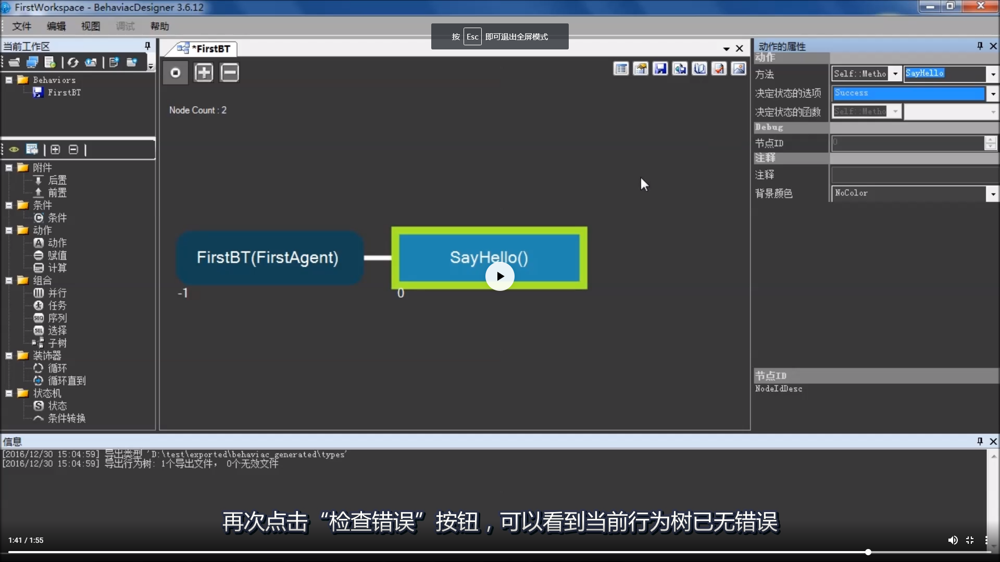 FirstWorkspace - BehaviacDesigner 3.6.12
文件 编辑 视图 调试 帮助
按 Esc 即可退出全屏模式
当前工作区
Behaviors
FirstBT
附件
后置
前置
条件
条件
动作
动作
赋值
计算
组合
并行
任务
序列
选择
子树
装饰器
循环
循环直到
状态机
状态
条件转换
*FirstBT
Node Count : 2
FirstBT(FirstAgent)
-1
SayHello()
0
动作的属性
动作
方法 Self::Metho SayHello
决定状态的选项 Success
决定状态的函数 Self::Metho
Debug
节点ID 0
注释
注释
背景颜色 NoColor
节点ID
NodeIdDesc
信息
[2016/12/30 15:04:59] 导出类型 'D:\test\exported\behaviac_generated\types'
[2016/12/30 15:04:59] 导出行为树: 1个导出文件, 0个无效文件
再次点击“检查错误”按钮，可以看到当前行为树已无错误
1:41 / 1:55